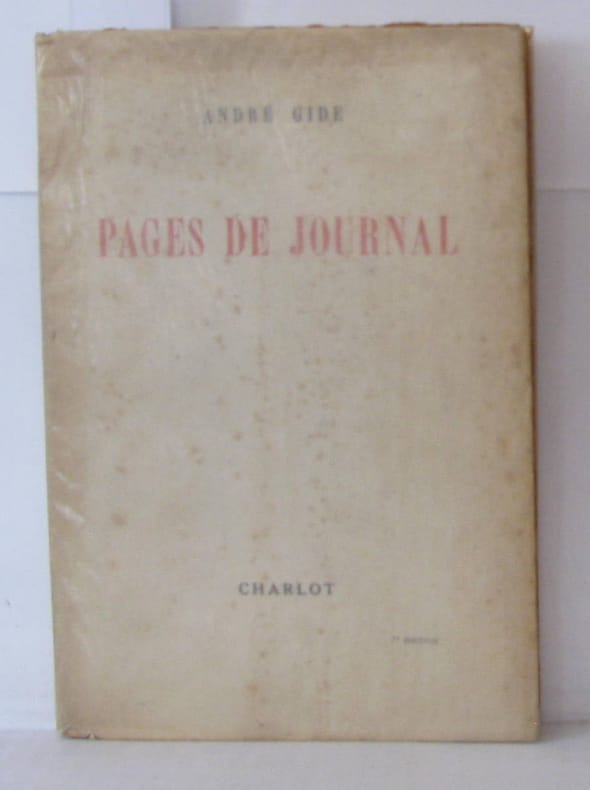 ANDRÉ GIDE
PAGES DE JOURNAL
CHARLOT